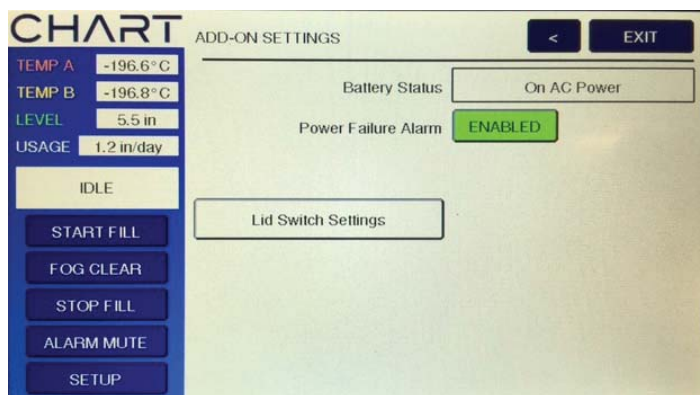 CHART
ADD-ON SETTINGS
<
EXIT
TEMP A -196.6°C
TEMP B -196.8°C
LEVEL 5.5 in
USAGE 1.2 in/day
IDLE
START FILL
FOG CLEAR
STOP FILL
ALARM MUTE
SETUP
Battery Status On AC Power
Power Failure Alarm ENABLED
Lid Switch Settings